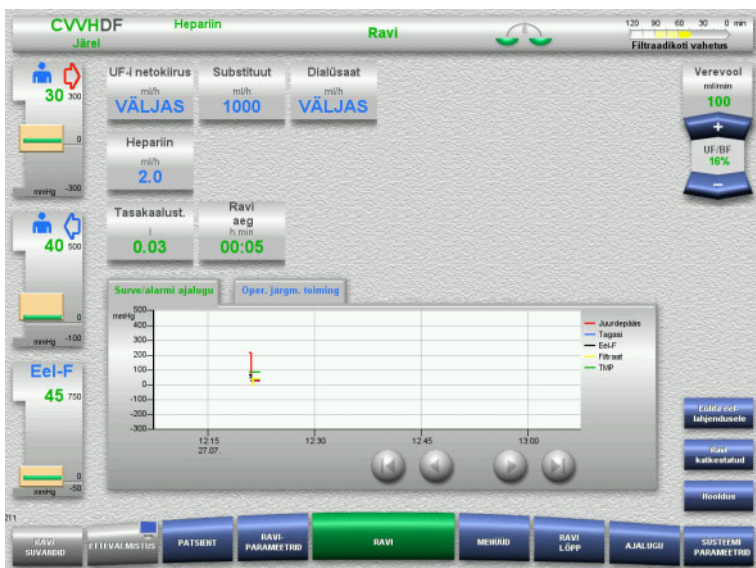 CVVHDF
Järel
Hepariin
Ravi
120 90 60 30 0 min
Filtraadikoti vahetus
30 300
0
mmHg -300
UF-i netokiirus
ml/h
VÄLJAS
Substituut
ml/h
1000
Dialüsaat
ml/h
VÄLJAS
Verevool
ml/min
100
+
UF/BF
16%
–
Hepariin
ml/h
2.0
40 500
0
mmHg -100
Tasakaalust.
l
0.03
Ravi
aeg
h:min
00:05
Surve/alarmi ajalugu
Oper. jargm. toiming
mmHg
500
400
300
200
100
0
-100
-200
-300
12:15
27.07.
12:30
12:45
13:00
Juurdepääs
Tagasi
Eel-F
Filtraat
TMP
Eel-F
45 750
0
mmHg -50
lahjendusele
Ravi
katkestatud
Hooldus
211
RAVI
SUVANDID
ETTEVALMISTUS
PATSIENT
RAVI-
PARAMEETRID
RAVI
MENÜÜD
RAVI
LÕPP
AJALUGU
SÜSTEEMI
PARAMEETRID